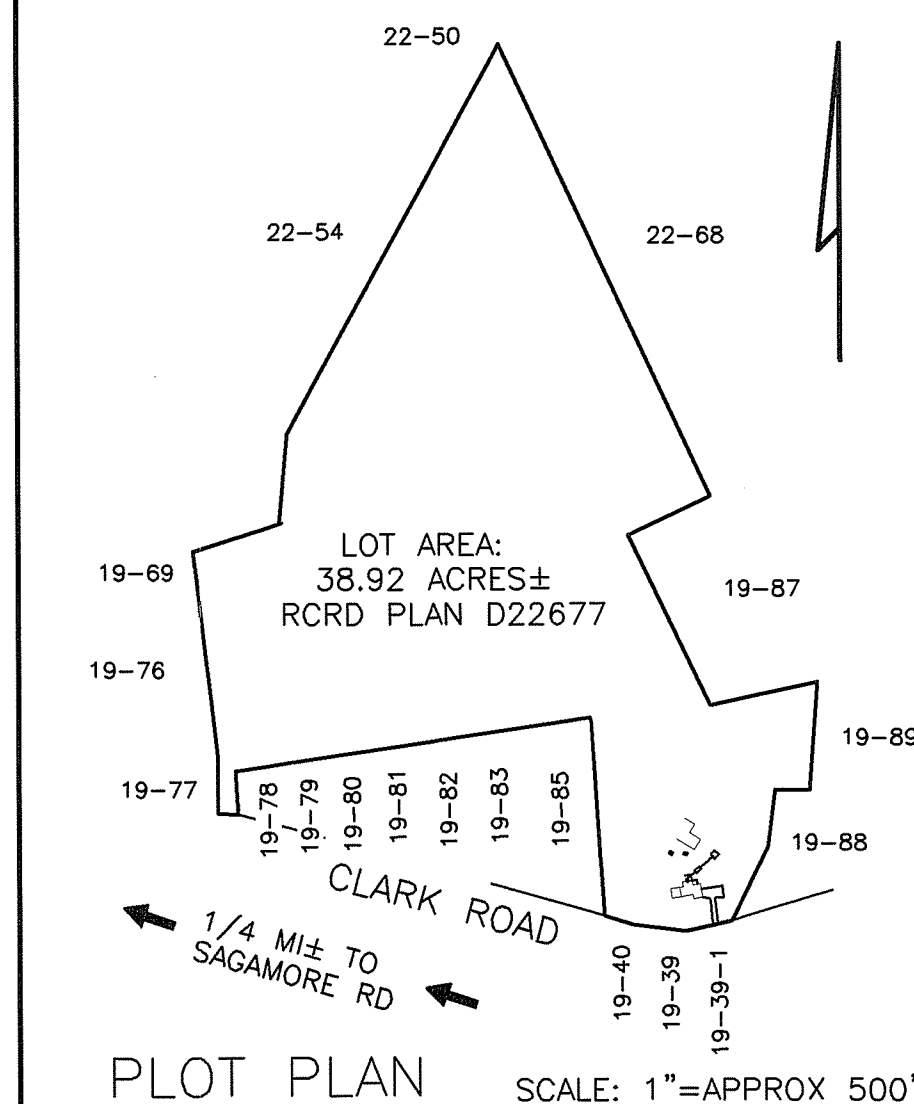 22-50
22-54
22-68
LOT AREA:
38.92 ACRES±
RCRD PLAN D22677
19-69
19-87
19-76
19-89
19-77
19-78
19-79
19-80
19-81
19-82
19-83
19-85
19-88
CLARK ROAD
1/4 MI± TO
SAGAMORE RD
19-40
19-39
19-39-1
PLOT PLAN
SCALE: 1"=APPROX 500'